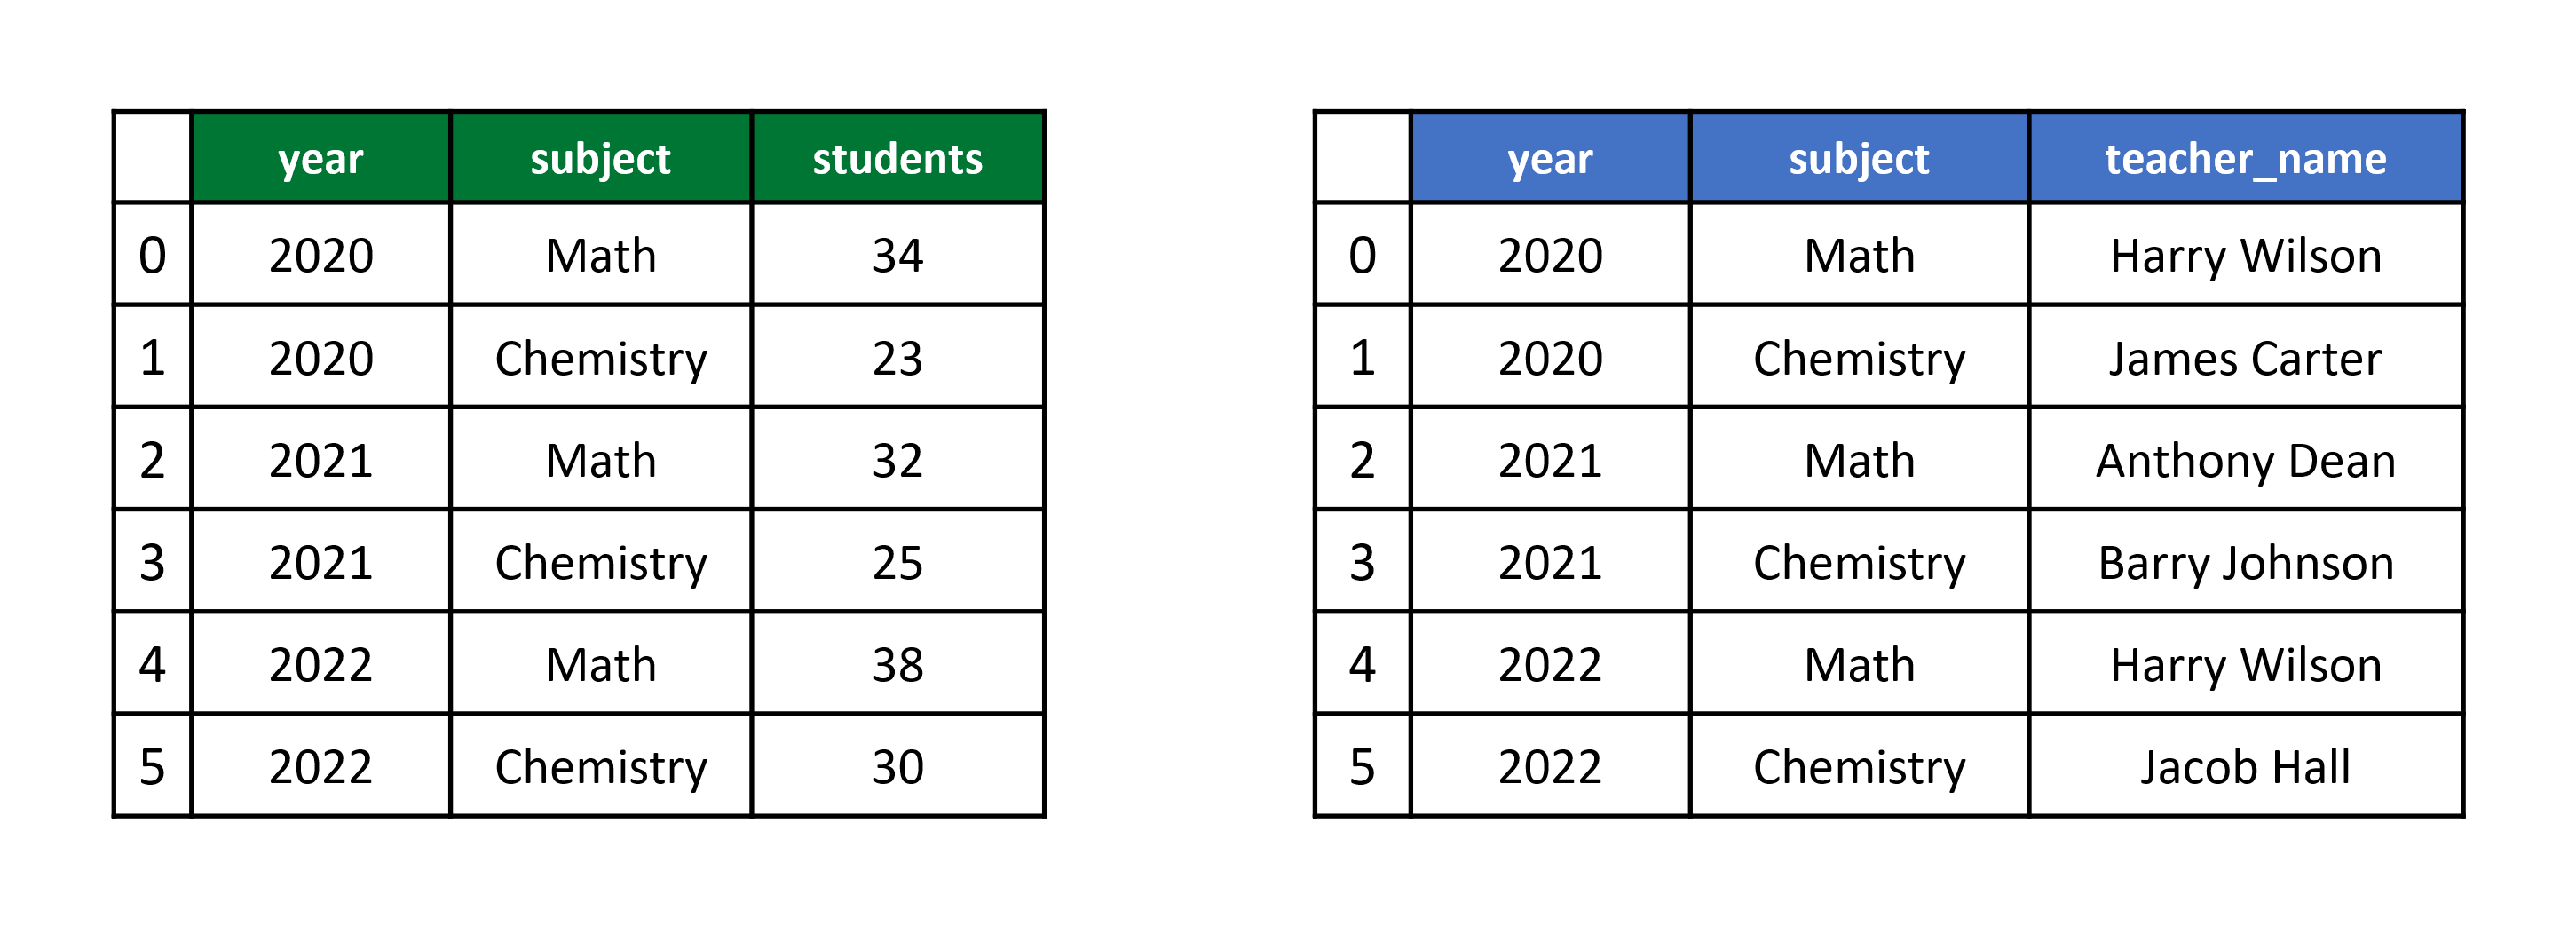 year subject students
0 2020 Math 34
1 2020 Chemistry 23
2 2021 Math 32
3 2021 Chemistry 25
4 2022 Math 38
5 2022 Chemistry 30
year subject teacher_name
0 2020 Math Harry Wilson
1 2020 Chemistry James Carter
2 2021 Math Anthony Dean
3 2021 Chemistry Barry Johnson
4 2022 Math Harry Wilson
5 2022 Chemistry Jacob Hall